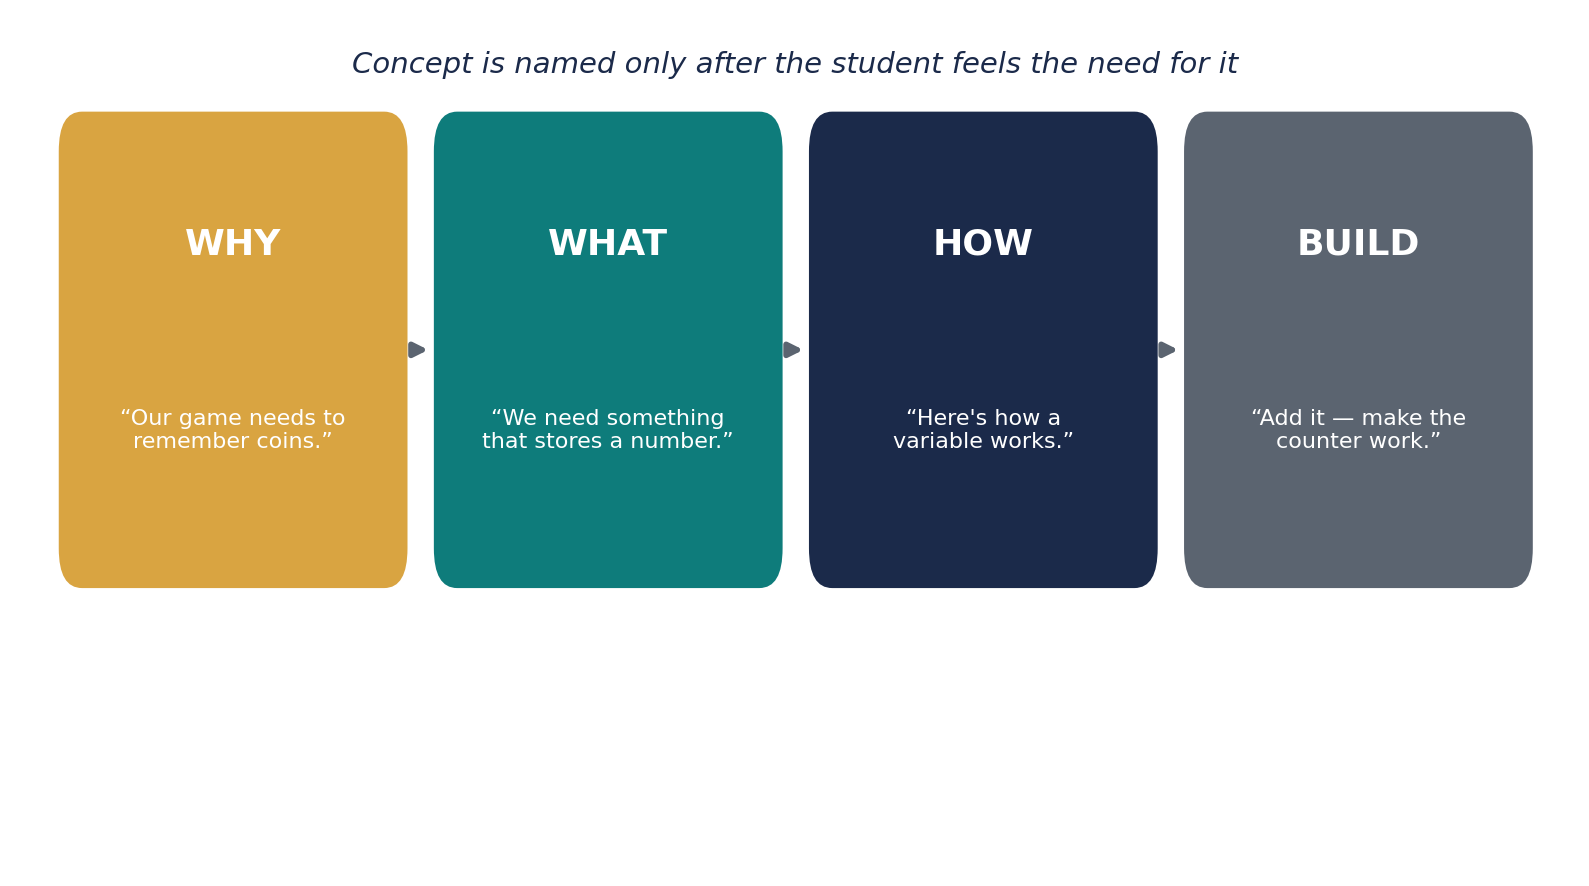 Concept is named only after the student feels the need for it
WHY
“Our game needs to
remember coins.”
WHAT
“We need something
that stores a number.”
HOW
“Here's how a
variable works.”
BUILD
“Add it — make the
counter work.”